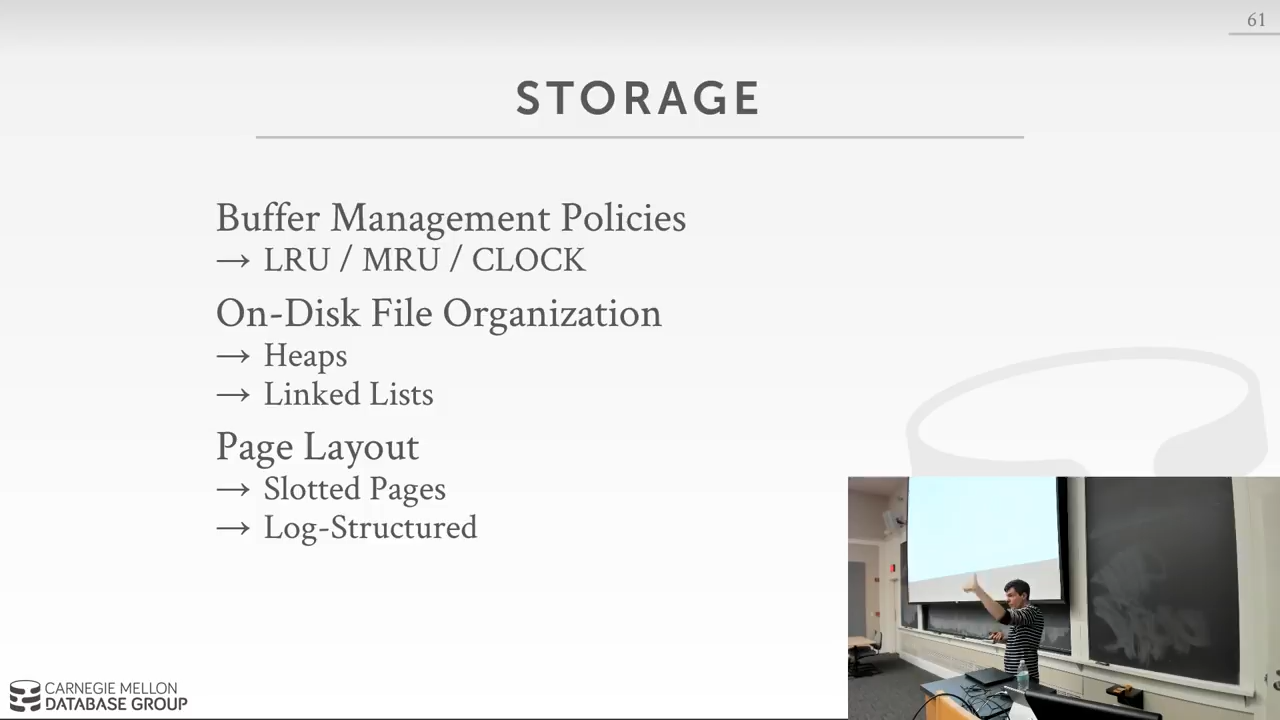 61
STORAGE
Buffer Management Policies
→ LRU / MRU / CLOCK
On-Disk File Organization
→ Heaps
→ Linked Lists
Page Layout
→ Slotted Pages
→ Log-Structured
CARNEGIE MELLON
DATABASE GROUP